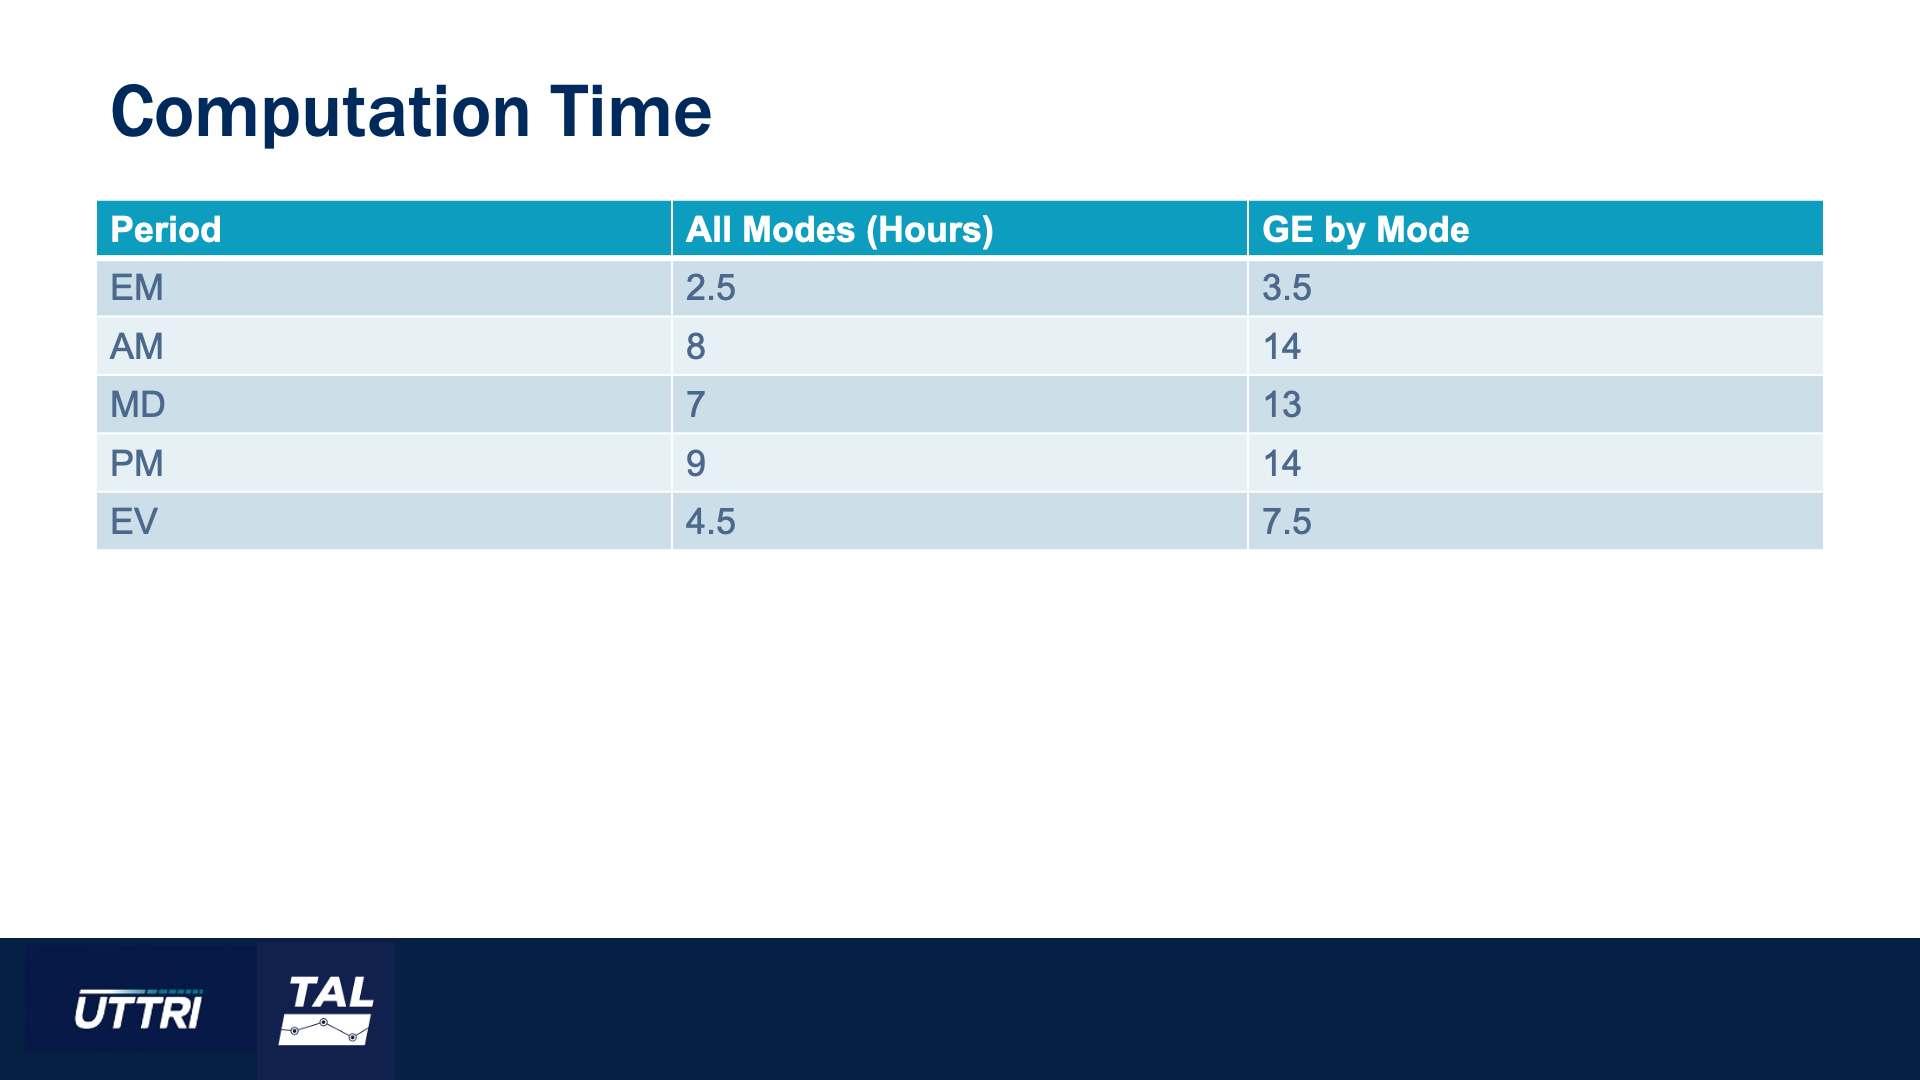 Computation Time
Period All Modes (Hours) GE by Mode
EM 2.5 3.5
AM 8 14
MD 7 13
PM 9 14
EV 4.5 7.5
UTTRI TAL